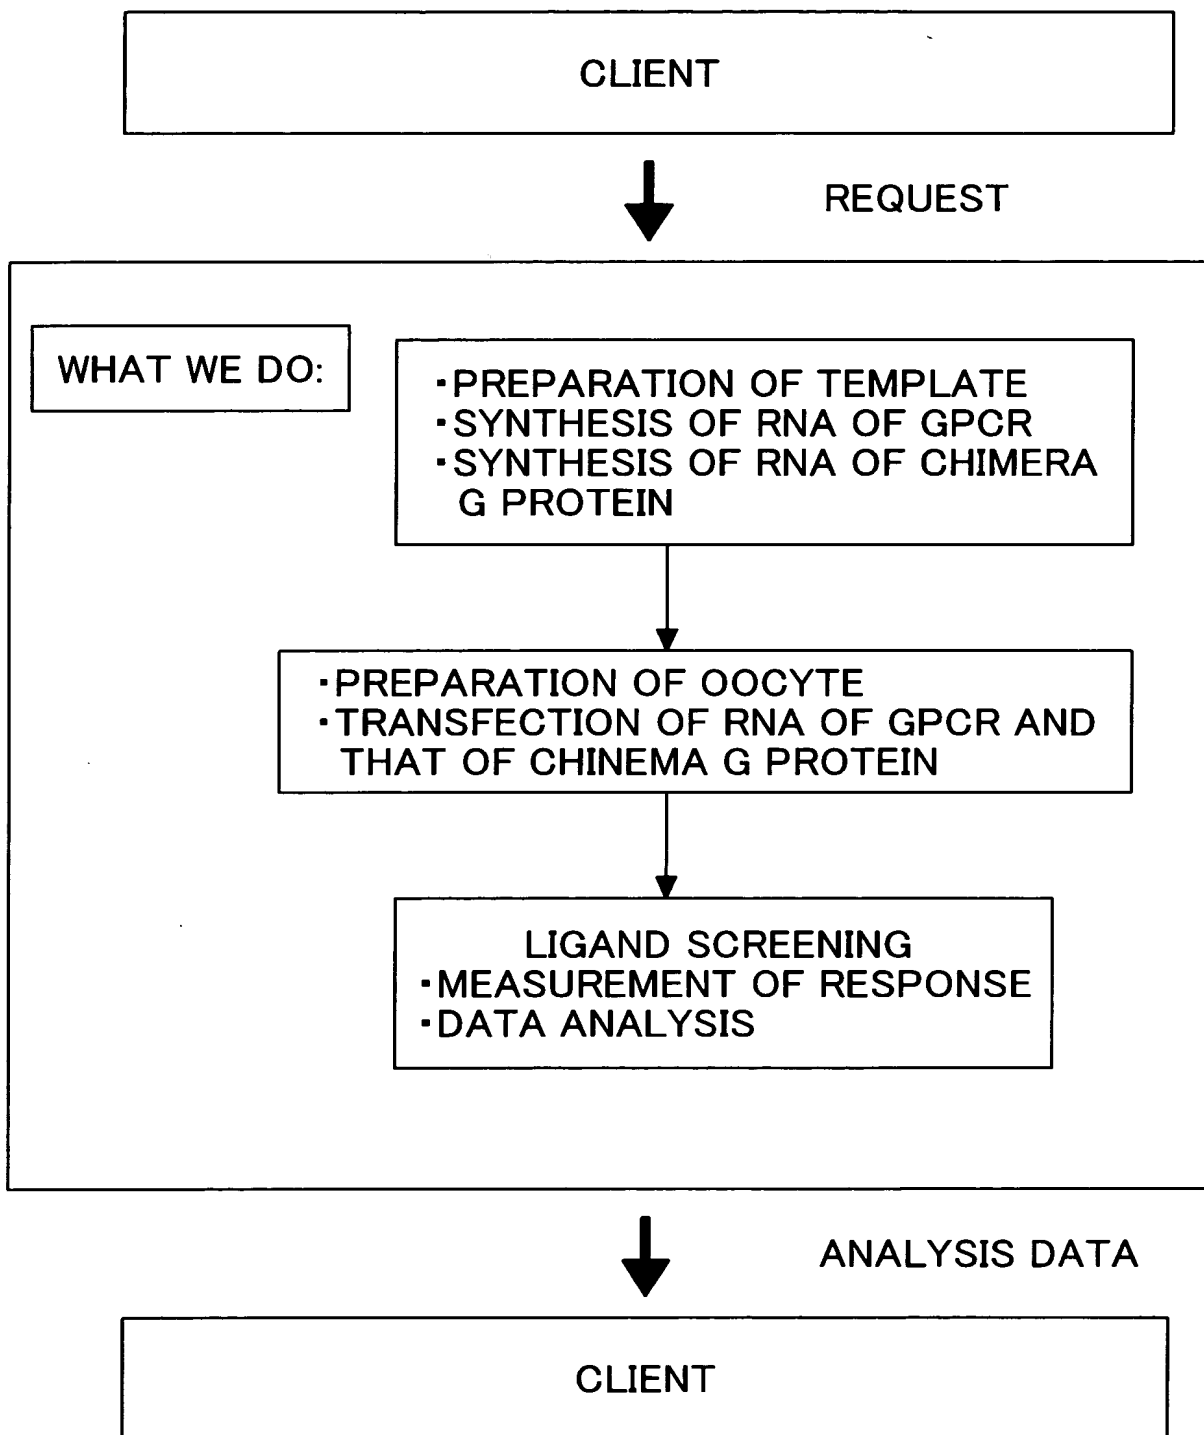 CLIENT
REQUEST
WHAT WE DO:
・PREPARATION OF TEMPLATE
・SYNTHESIS OF RNA OF GPCR
・SYNTHESIS OF RNA OF CHIMERA
G PROTEIN
・PREPARATION OF OOCYTE
・TRANSFECTION OF RNA OF GPCR AND
THAT OF CHINEMA G PROTEIN
LIGAND SCREENING
・MEASUREMENT OF RESPONSE
・DATA ANALYSIS
ANALYSIS DATA
CLIENT